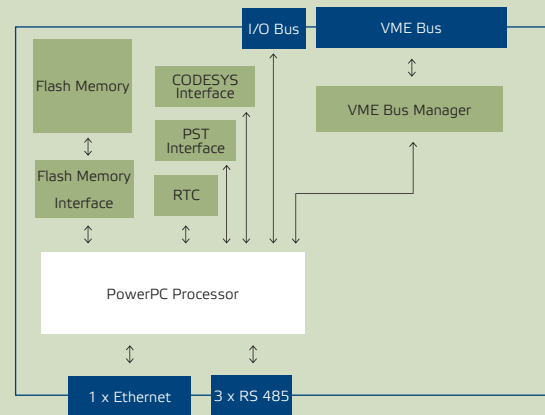 I/O Bus
VME Bus
Flash Memory
CODESYS
Interface
VME Bus Manager
PST
Interface
Flash Memory
Interface
RTC
PowerPC Processor
1 x Ethernet
3 x RS 485